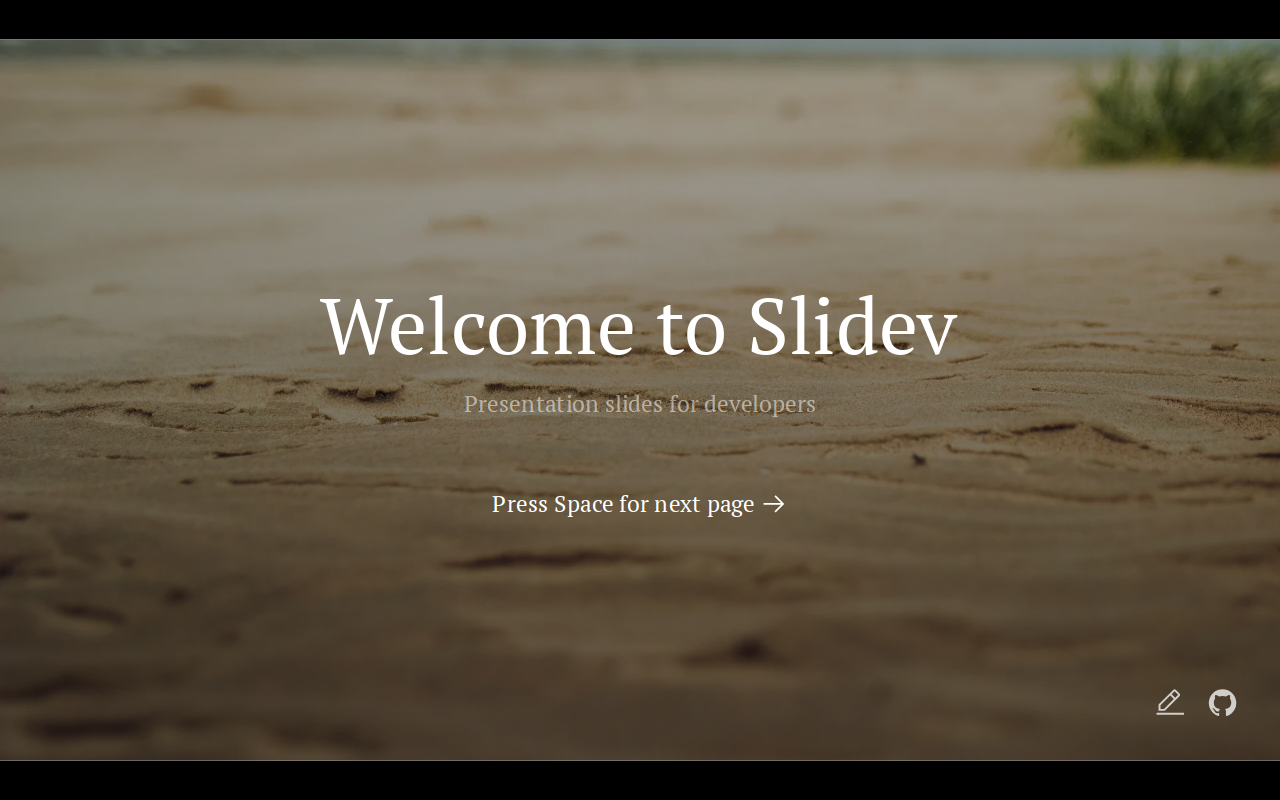 Welcome to Slidev
Presentation slides for developers
Press Space for next page →